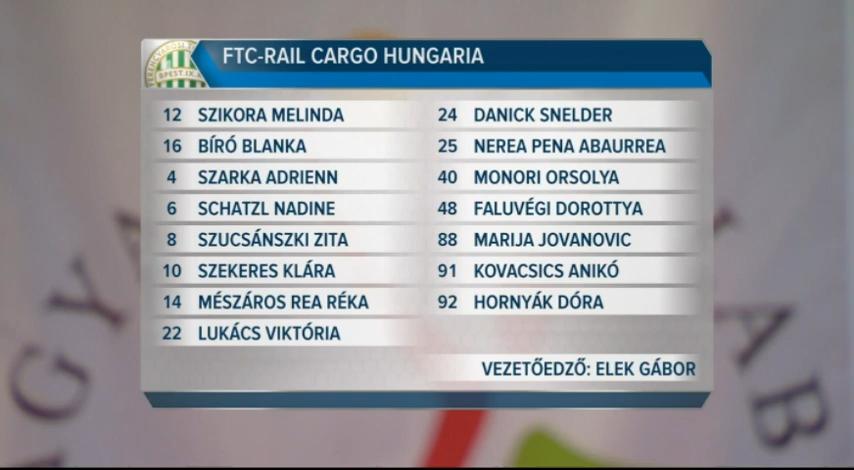 FTC-RAIL CARGO HUNGARIA
12 SZIKORA MELINDA
16 BÍRÓ BLANKA
4 SZARKA ADRIENN
6 SCHATZL NADINE
8 SZUCSÁNSZKI ZITA
10 SZEKERES KLÁRA
14 MÉSZÁROS REA RÉKA
22 LUKÁCS VIKTÓRIA
24 DANICK SNELDER
25 NEREA PENA ABAURREA
40 MONORI ORSOLYA
48 FALUVÉGI DOROTTYA
88 MARIJA JOVANOVIC
91 KOVACSICS ANIKÓ
92 HORNYÁK DÓRA
VEZETŐEDZŐ: ELEK GÁBOR